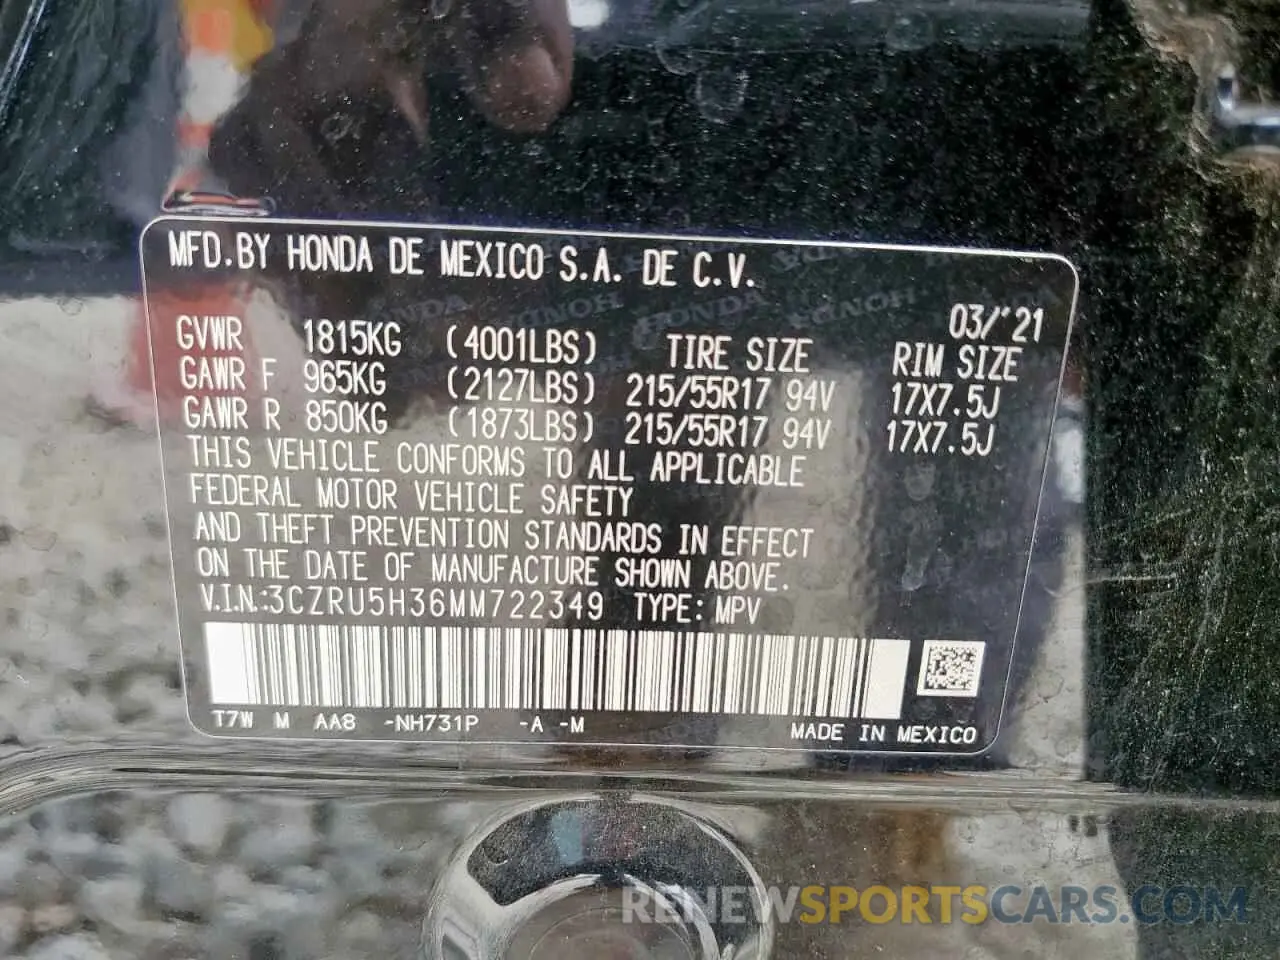 MFD.BY HONDA DE MEXICO S.A. DE C.V.
03/'21
GVWR 1815KG (4001LBS) TIRE SIZE RIM SIZE
GAWR F 965KG (2127LBS) 215/55R17 94V 17X7.5J
GAWR R 850KG (1873LBS) 215/55R17 94V 17X7.5J
THIS VEHICLE CONFORMS TO ALL APPLICABLE
FEDERAL MOTOR VEHICLE SAFETY
AND THEFT PREVENTION STANDARDS IN EFFECT
ON THE DATE OF MANUFACTURE SHOWN ABOVE.
V.I.N.:3CZRU5H36MM722349 TYPE: MPV
T7W M AA8 -NH731P -A -M MADE IN MEXICO
RENEWSPORTSCARS.COM